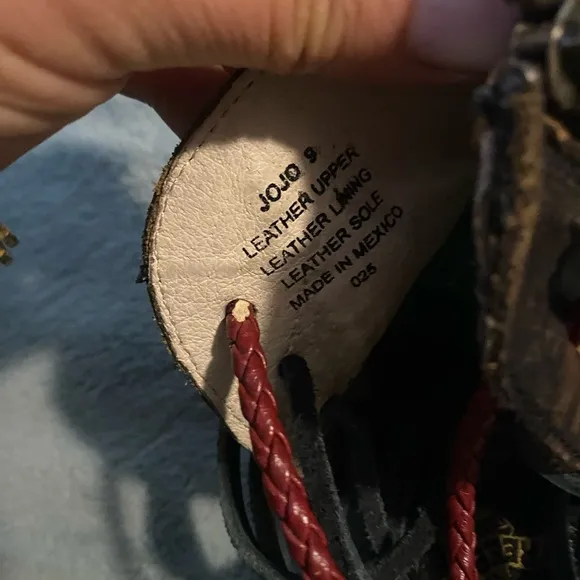 JOJO 9
LEATHER UPPER
LEATHER LINING
LEATHER SOLE
MADE IN MEXICO
025